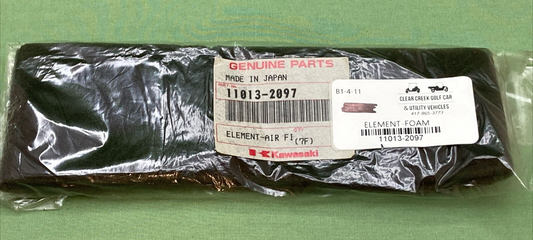 GENUINE PARTS
MADE IN JAPAN
11013-2097
ELEMENT-AIR FI(7F)
Kawasaki
B1-4-11
CLEAR CREEK GOLF CAR
& UTILITY VEHICLES
ELEMENT-FOAM
11013-2097